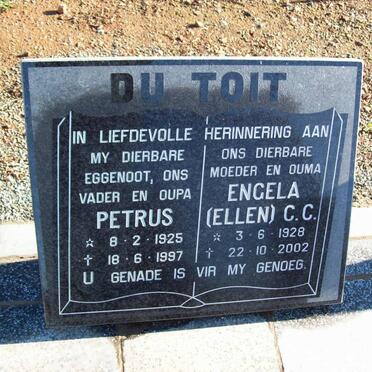 DU TOIT
IN LIEFDEVOLLE HERINNERING AAN
MY DIERBARE
EGGENOOT, ONS
VADER EN OUPA
PETRUS
☆ 8-2-1925
† 18-6-1997
ONS DIERBARE
MOEDER EN OUMA
ENGELA
(ELLEN) C.C.
☆ 3-6-1928
† 22-10-2002
U GENADE IS VIR MY GENOEG.